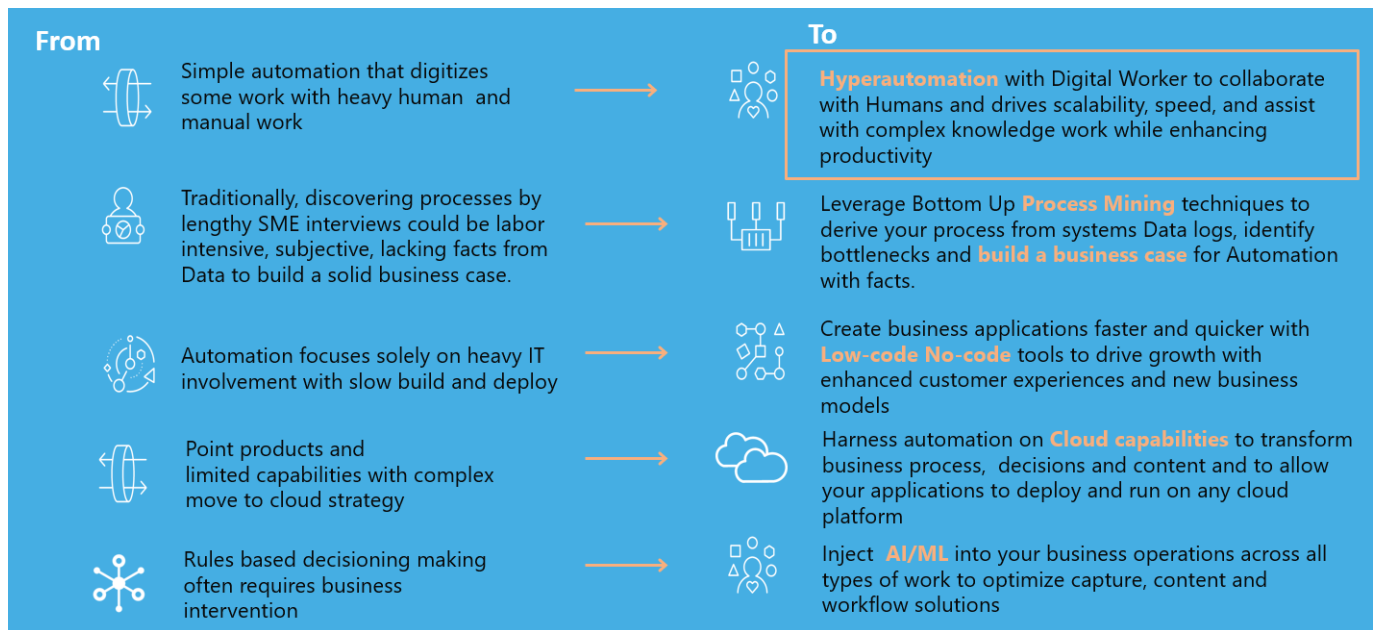 From
To
Simple automation that digitizes
some work with heavy human and
manual work
Hyperautomation with Digital Worker to collaborate
with Humans and drives scalability, speed, and assist
with complex knowledge work while enhancing
productivity
Traditionally, discovering processes by
lengthy SME interviews could be labor
intensive, subjective, lacking facts from
Data to build a solid business case.
Leverage Bottom Up Process Mining techniques to
derive your process from systems Data logs, identify
bottlenecks and build a business case for Automation
with facts.
Automation focuses solely on heavy IT
involvement with slow build and deploy
Create business applications faster and quicker with
Low-code No-code tools to drive growth with
enhanced customer experiences and new business
models
Point products and
limited capabilities with complex
move to cloud strategy
Harness automation on Cloud capabilities to transform
business process, decisions and content and to allow
your applications to deploy and run on any cloud
platform
Rules based decisioning making
often requires business
intervention
Inject AI/ML into your business operations across all
types of work to optimize capture, content and
workflow solutions